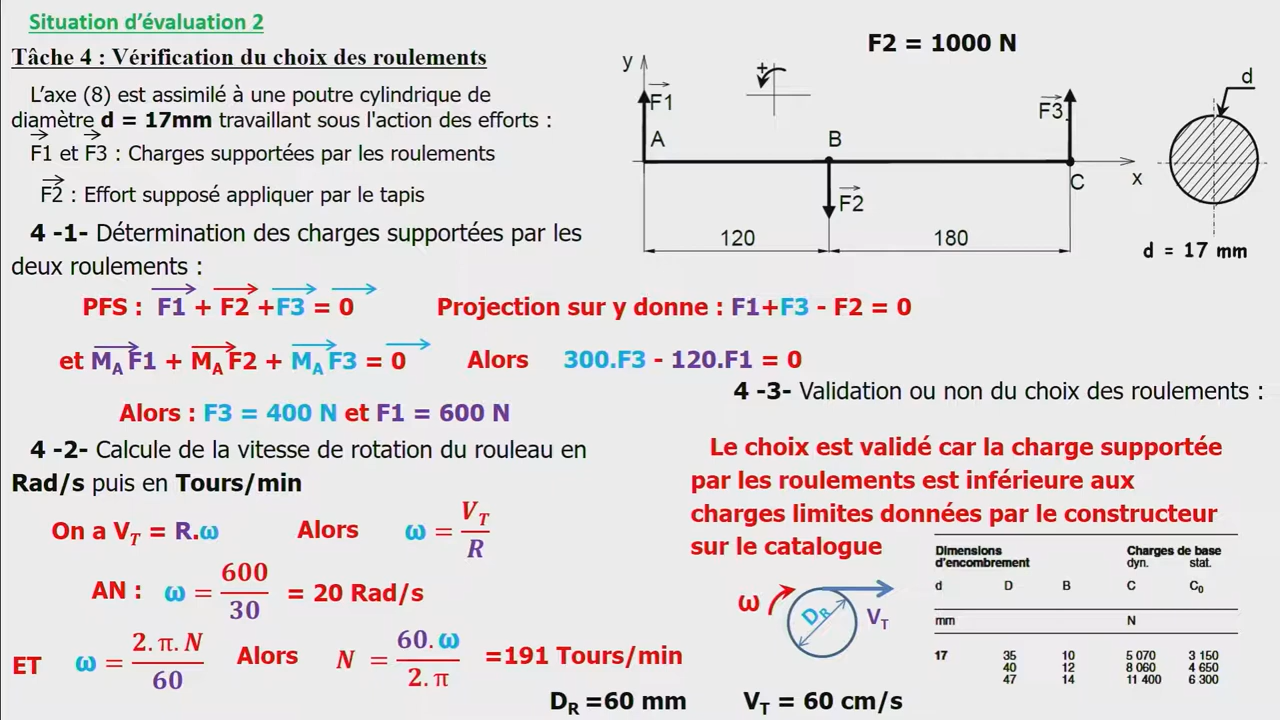 Situation d'évaluation 2
Tâche 4 : Vérification du choix des roulements
L'axe (8) est assimilé à une poutre cylindrique de
diamètre d = 17mm travaillant sous l'action des efforts :
F1 et F3 : Charges supportées par les roulements
F2 : Effort supposé appliquer par le tapis
F2 = 1000 N
y
+
F1
A
B
F3
C
x
F2
120
180
d
d = 17 mm
4 -1- Détermination des charges supportées par les
deux roulements :
PFS : F1 + F2 +F3 = 0
Projection sur y donne : F1+F3 - F2 = 0
et MA F1 + MA F2 + MA F3 = 0
Alors 300.F3 - 120.F1 = 0
Alors : F3 = 400 N et F1 = 600 N
4 -2- Calcule de la vitesse de rotation du rouleau en
Rad/s puis en Tours/min
On a VT = R.ω Alors ω = VT / R
AN : ω = 600 / 30 = 20 Rad/s
ET ω = 2.π.N / 60 Alors N = 60.ω / 2.π =191 Tours/min
4 -3- Validation ou non du choix des roulements :
Le choix est validé car la charge supportée
par les roulements est inférieure aux
charges limites données par le constructeur
sur le catalogue
ω
DR
VT
DR =60 mm VT = 60 cm/s
Dimensions Charges de base
d'encombrement dyn. stat.
d D B C C0
mm N
17 35 10 5 070 3 150
40 12 8 060 4 650
47 14 11 400 6 300